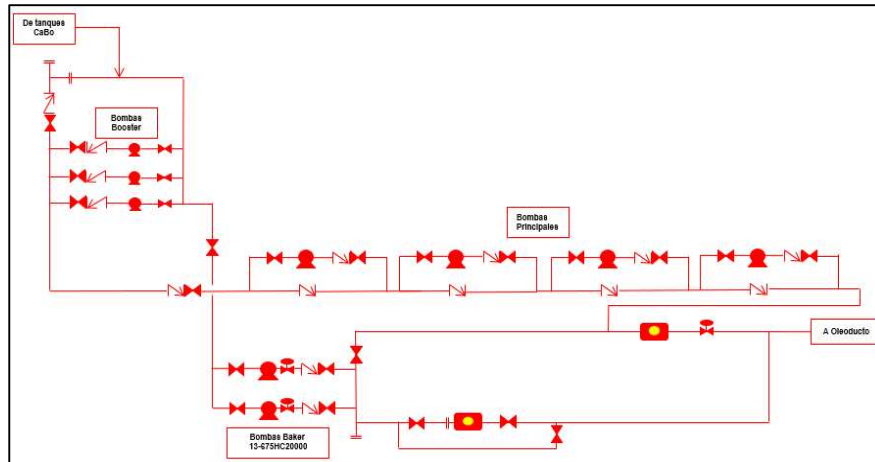 De tanques
CaBo
Bombas
Booster
Bombas
Principales
A Oleoducto
Bombas Baker
13-675HC20000